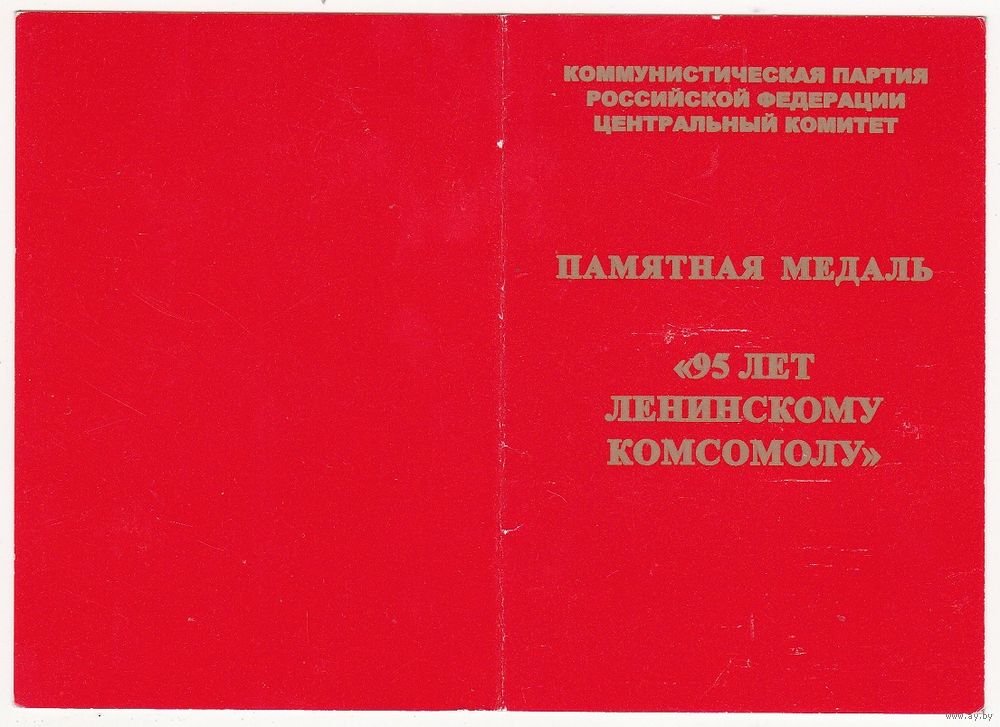 КОММУНИСТИЧЕСКАЯ ПАРТИЯ
РОССИЙСКОЙ ФЕДЕРАЦИИ
ЦЕНТРАЛЬНЫЙ КОМИТЕТ
ПАМЯТНАЯ МЕДАЛЬ
«95 ЛЕТ
ЛЕНИНСКОМУ
КОМСОМОЛУ»
www.ay.by